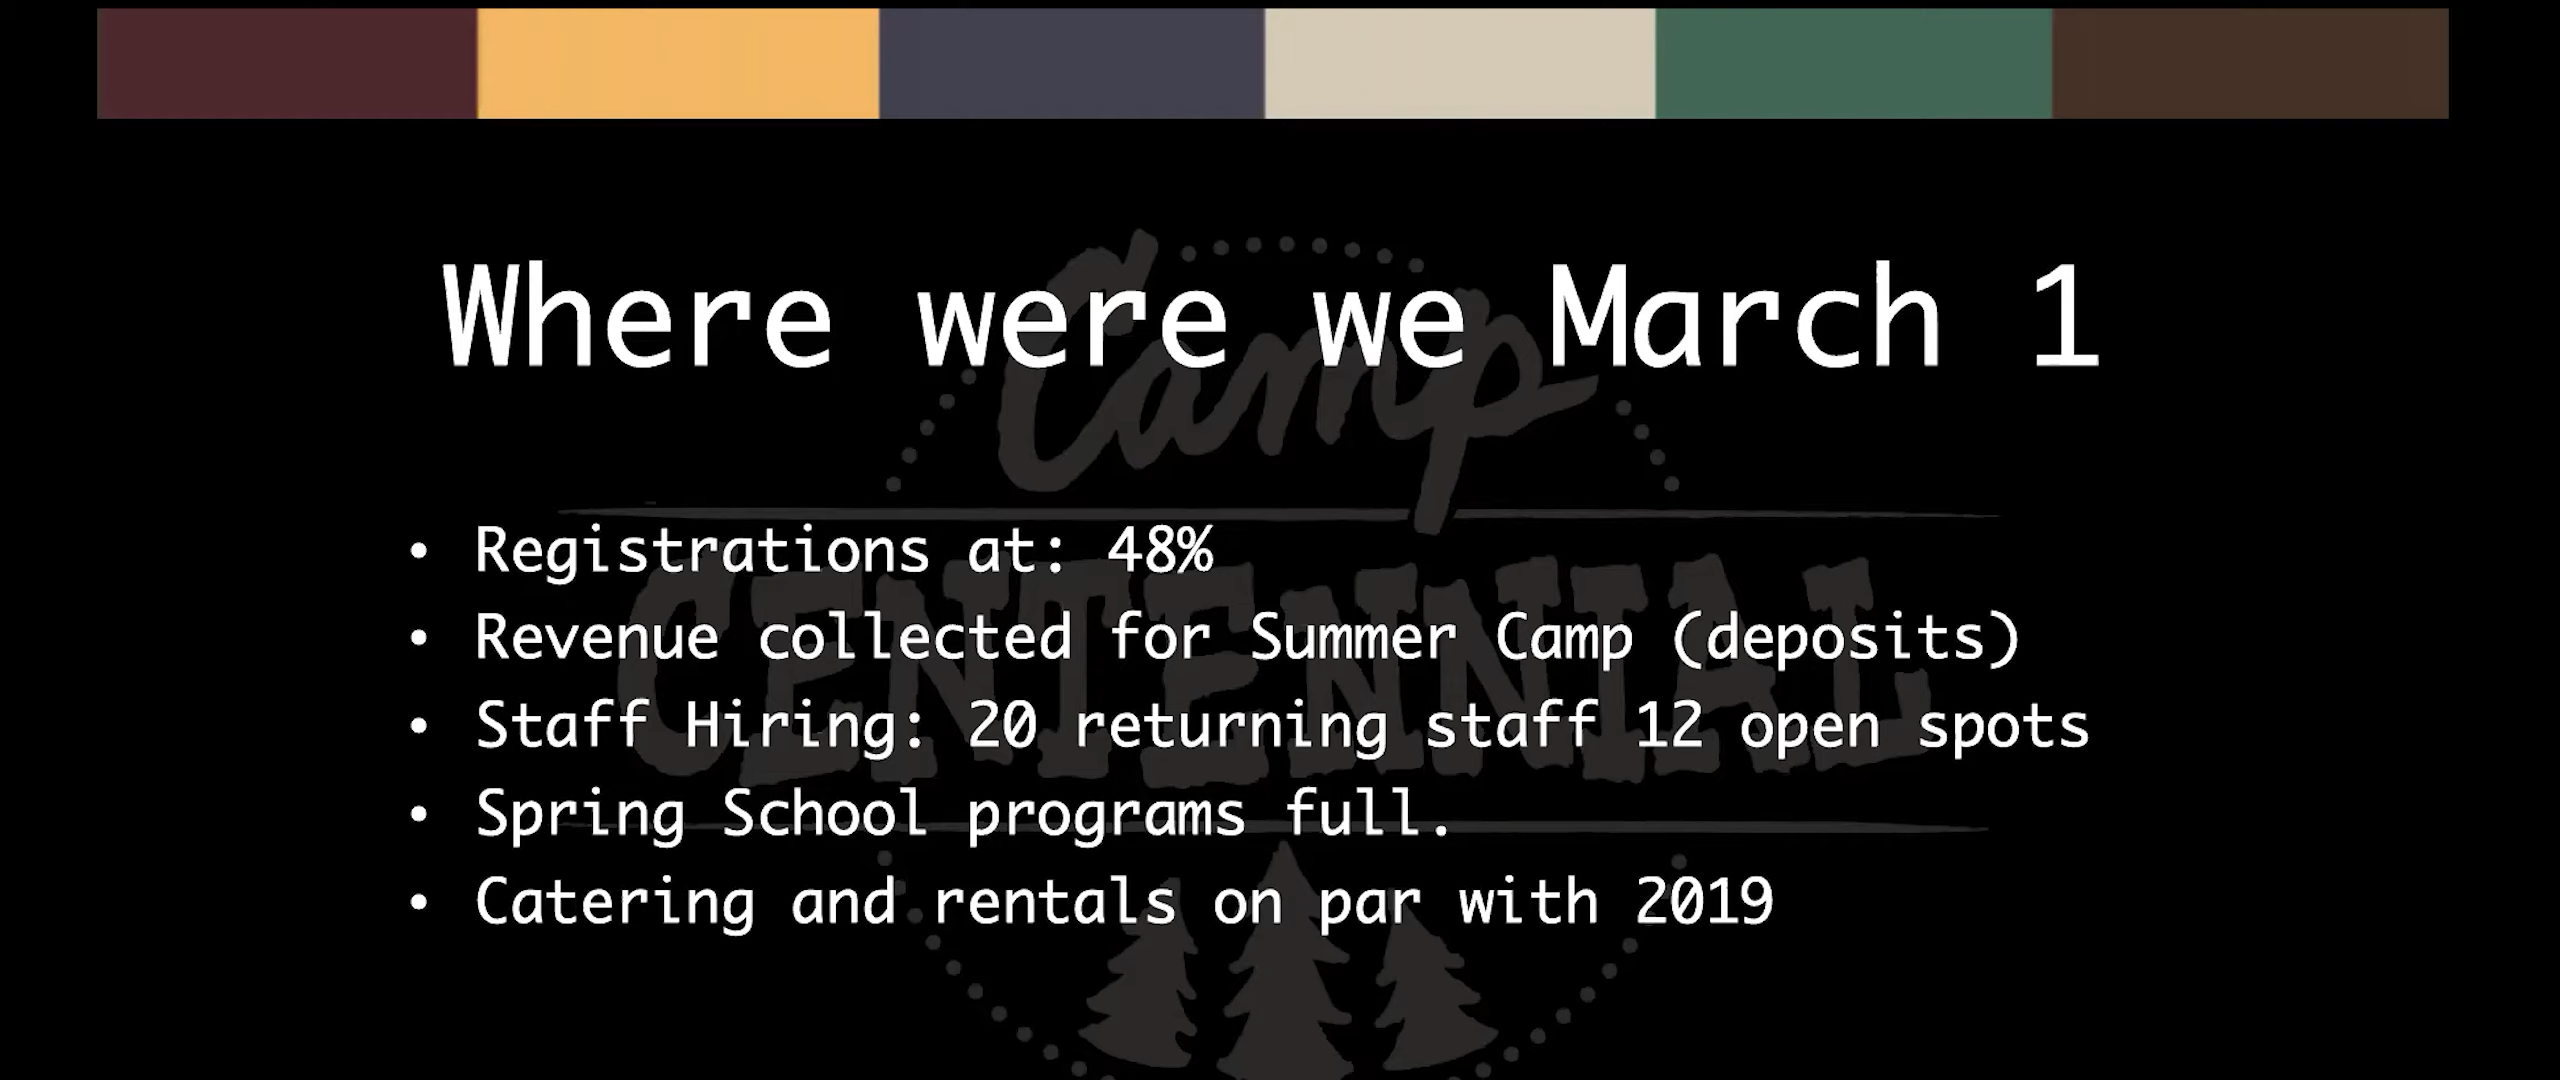 Where were we March 1
Camp
CENTENNIAL
• Registrations at: 48%
• Revenue collected for Summer Camp (deposits)
• Staff Hiring: 20 returning staff 12 open spots
• Spring School programs full.
• Catering and rentals on par with 2019